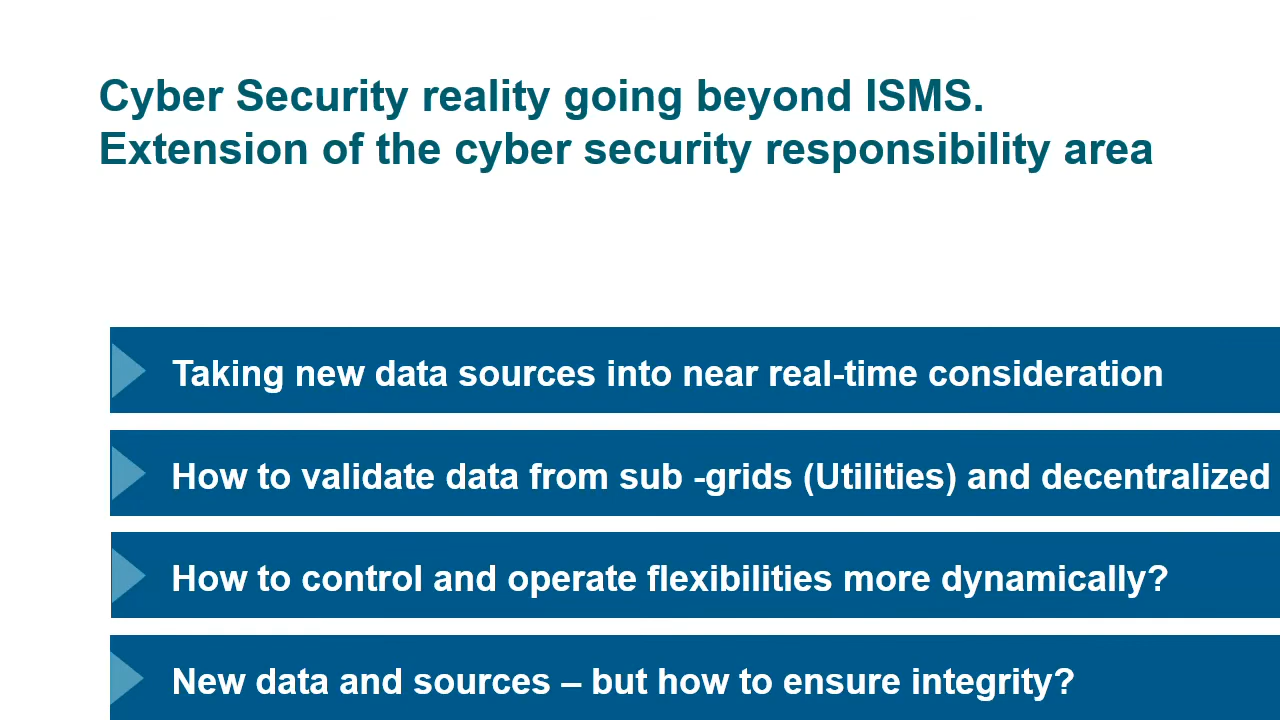 Cyber Security reality going beyond ISMS.
Extension of the cyber security responsibility area
Taking new data sources into near real-time consideration
How to validate data from sub -grids (Utilities) and decentralized
How to control and operate flexibilities more dynamically?
New data and sources – but how to ensure integrity?